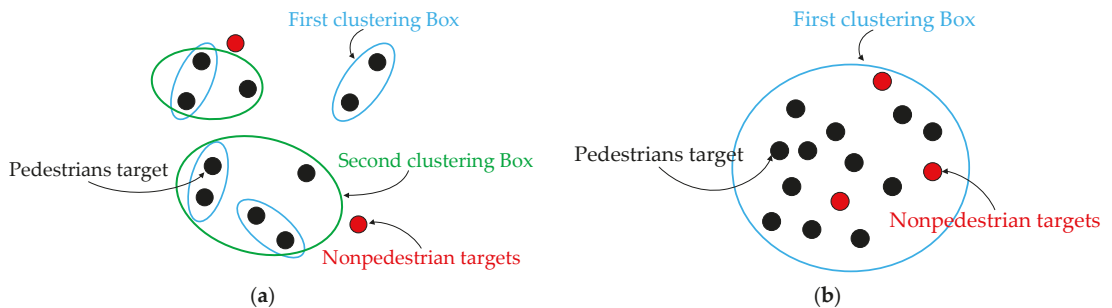 First clustering Box
Pedestrians target
Second clustering Box
Nonpedestrian targets
(a)
First clustering Box
Pedestrians target
Nonpedestrian targets
(b)